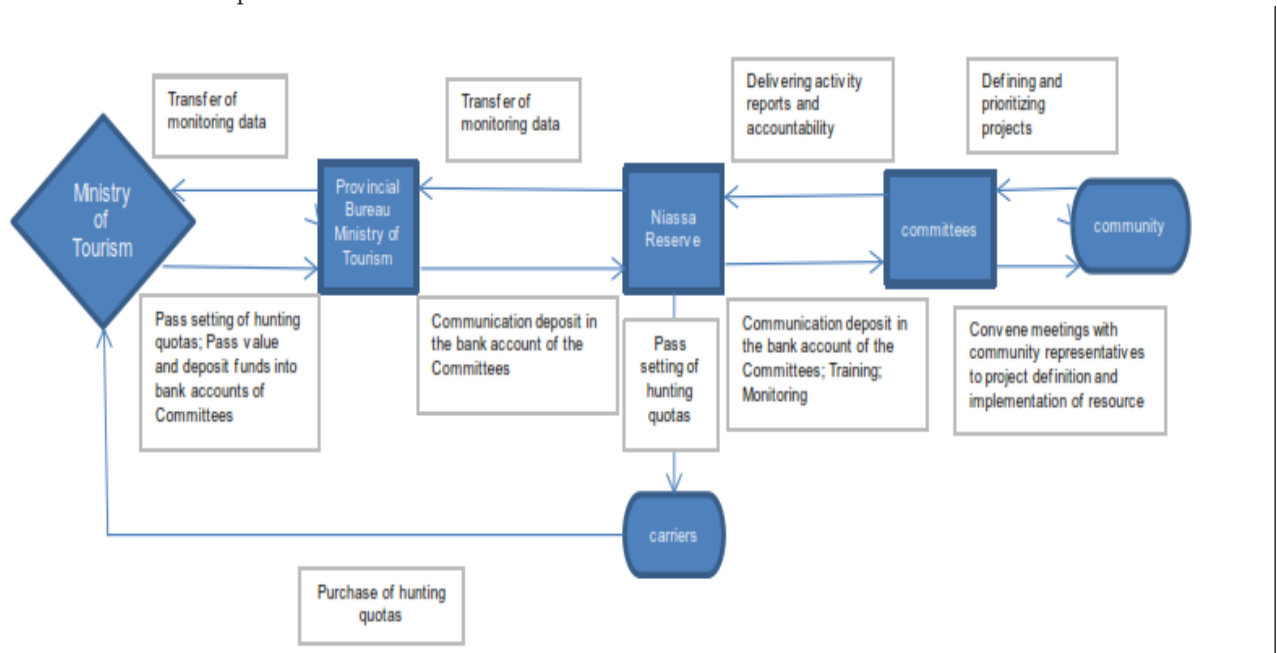 Transfer of
monitoring data
Transfer of
monitoring data
Delivering activity
reports and
accountability
Defining and
prioritizing
projects
Ministry
of
Tourism
Provincial
Bureau
Ministry of
Tourism
Niassa
Reserve
committees
community
Pass setting of hunting
quotas; Pass value
and deposit funds into
bank accounts of
Committees
Communication deposit in
the bank account of the
Committees
Pass
setting of
hunting
quotas
Communication deposit in
the bank account of the
Committees; Training;
Monitoring
Convene meetings with
community representatives
to project definition and
implementation of resource
carriers
Purchase of hunting
quotas